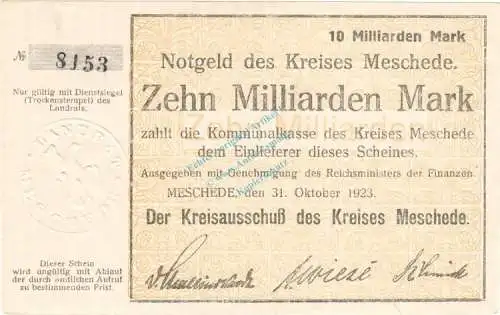 № 8153
Nur gültig mit Dienstsiegel
(Trockenstempel) des
Landrats.
Dieser Schein
wird ungültig mit Ablauf
der durch amtlichen Aufruf
zu bestimmenden Frist.
10 Milliarden Mark
Notgeld des Kreises Meschede.
Zehn Milliarden Mark
zahlt die Kommunalkasse des Kreises Meschede
dem Einlieferer dieses Scheines.
Ausgegeben mit Genehmigung des Reichsministers der Finanzen.
MESCHEDE, den 31. Oktober 1923.
Der Kreisausschuß des Kreises Meschede.